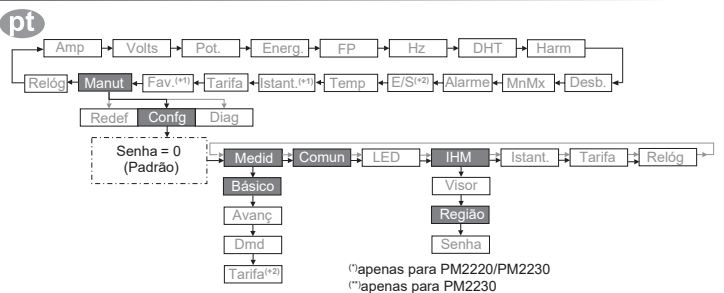 pt
Amp Volts Pot. Energ. FP Hz DHT Harm
Relóg Manut Fav.(+1) Tarifa Istant.(+1) Temp E/S(+2) Alarme MnMx Desb.
Redef Confg Diag
Senha = 0
(Padrão)
Medid Comun LED IHM Istant. Tarifa Relóg
Básico Visor
Avanç Região
Dmd Senha
Tarifa(+2)
(*)apenas para PM2220/PM2230
(**)apenas para PM2230